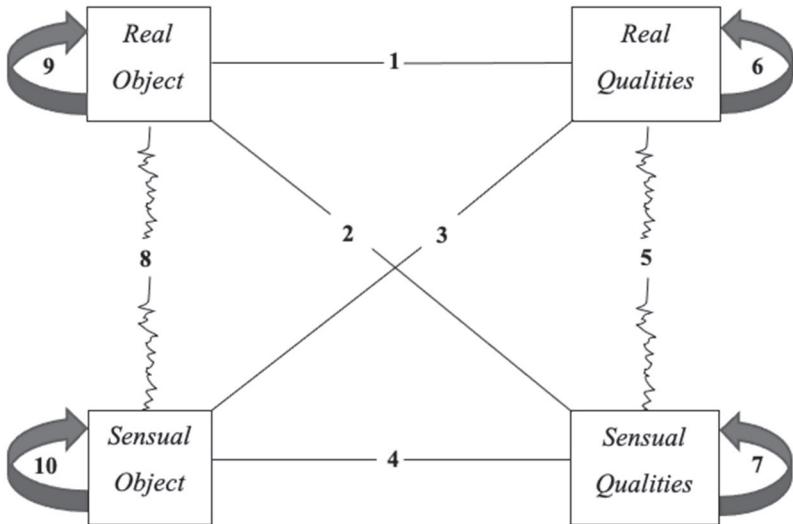 Real
Object
Real
Qualities
9
1
6
2
3
8
5
Sensual
Object
Sensual
Qualities
10
4
7